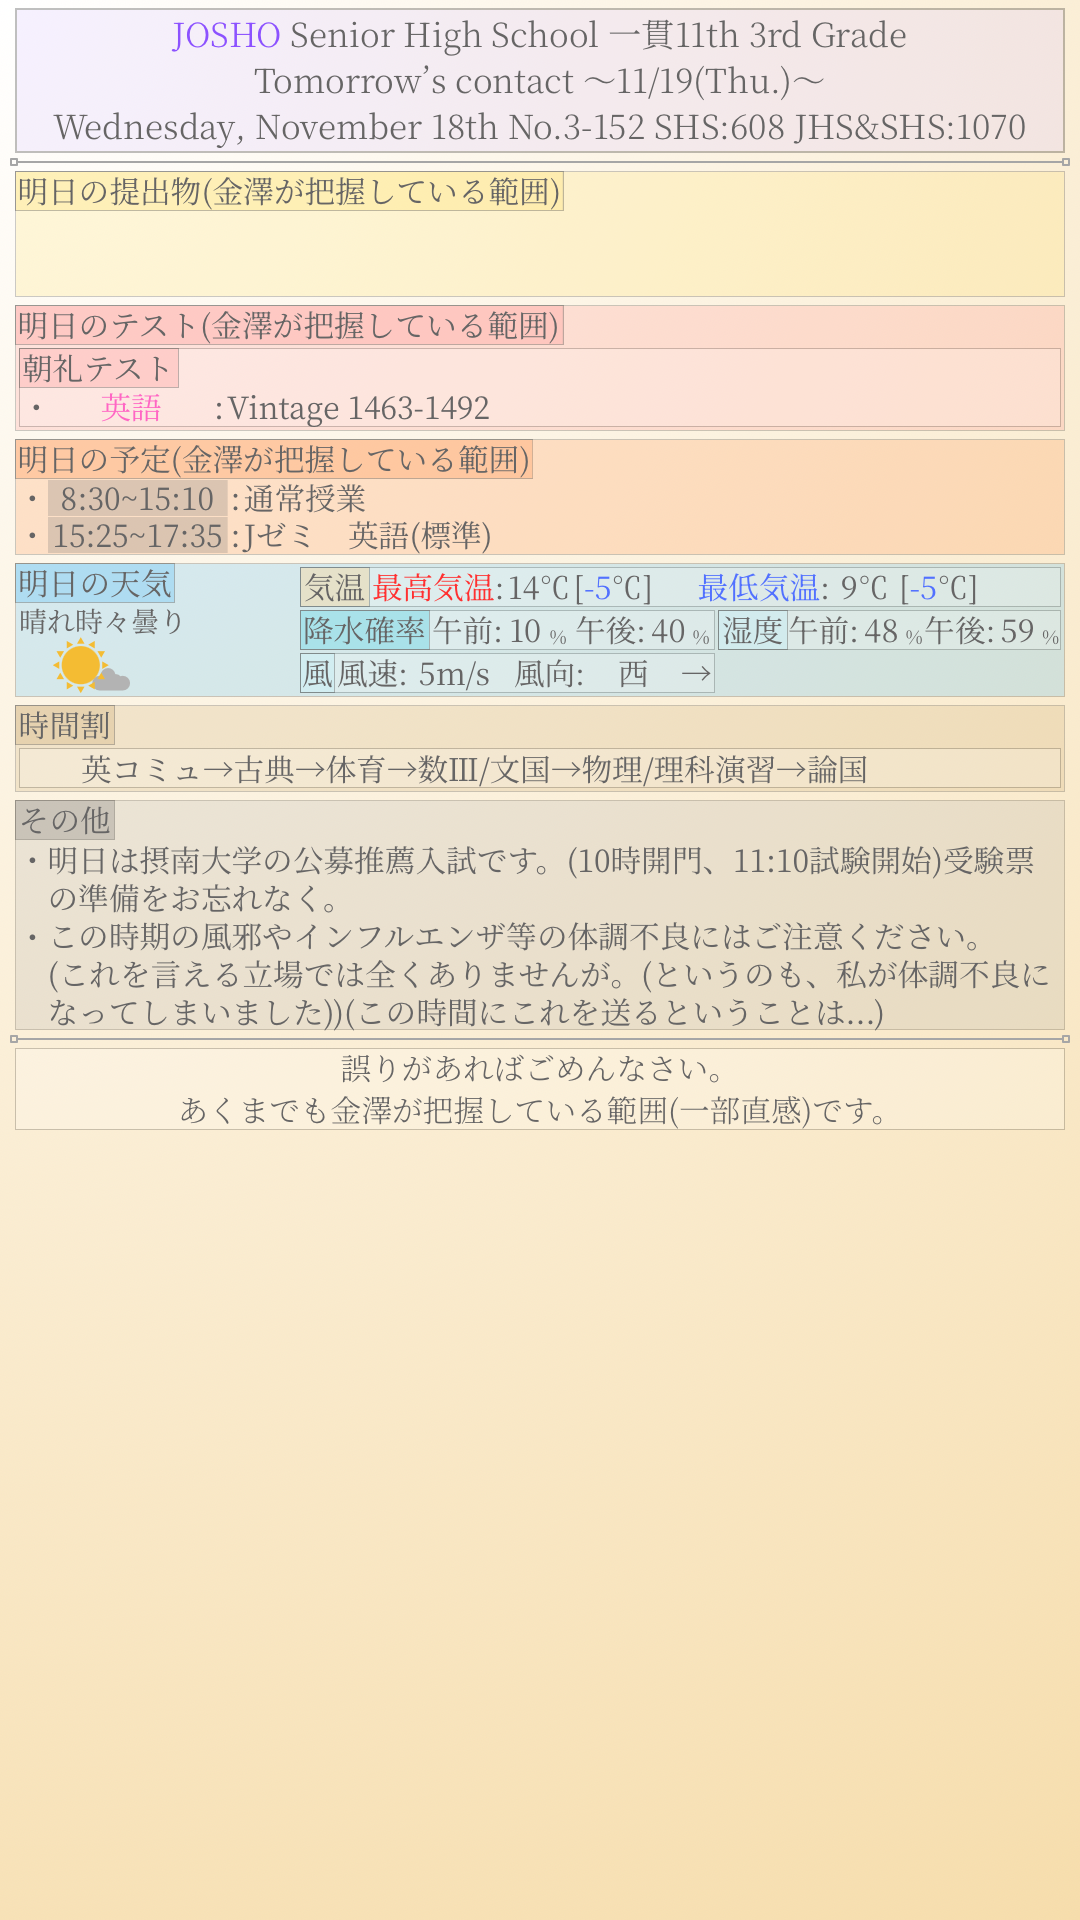 JOSHO Senior High School 一貫11th 3rd Grade
Tomorrow's contact 〜11/19(Thu.)〜
Wednesday, November 18th No.3-152 SHS:608 JHS&SHS:1070
明日の提出物(金澤が把握している範囲)
明日のテスト(金澤が把握している範囲)
朝礼テスト
・ 英語 :Vintage 1463-1492
明日の予定(金澤が把握している範囲)
・ 8:30~15:10 :通常授業
・ 15:25~17:35 :Jゼミ 英語(標準)
明日の天気
晴れ時々曇り
気温 最高気温:14℃[-5℃] 最低気温: 9℃ [-5℃]
降水確率 午前: 10 % 午後: 40 % 湿度 午前: 48 % 午後: 59 %
風 風速: 5m/s 風向: 西 →
時間割
英コミュ→古典→体育→数Ⅲ/文国→物理/理科演習→論国
その他
・明日は摂南大学の公募推薦入試です。(10時開門、11:10試験開始)受験票
の準備をお忘れなく。
・この時期の風邪やインフルエンザ等の体調不良にはご注意ください。
(これを言える立場では全くありませんが。(というのも、私が体調不良に
なってしまいました))(この時間にこれを送るということは...)
誤りがあればごめんなさい。
あくまでも金澤が把握している範囲(一部直感)です。